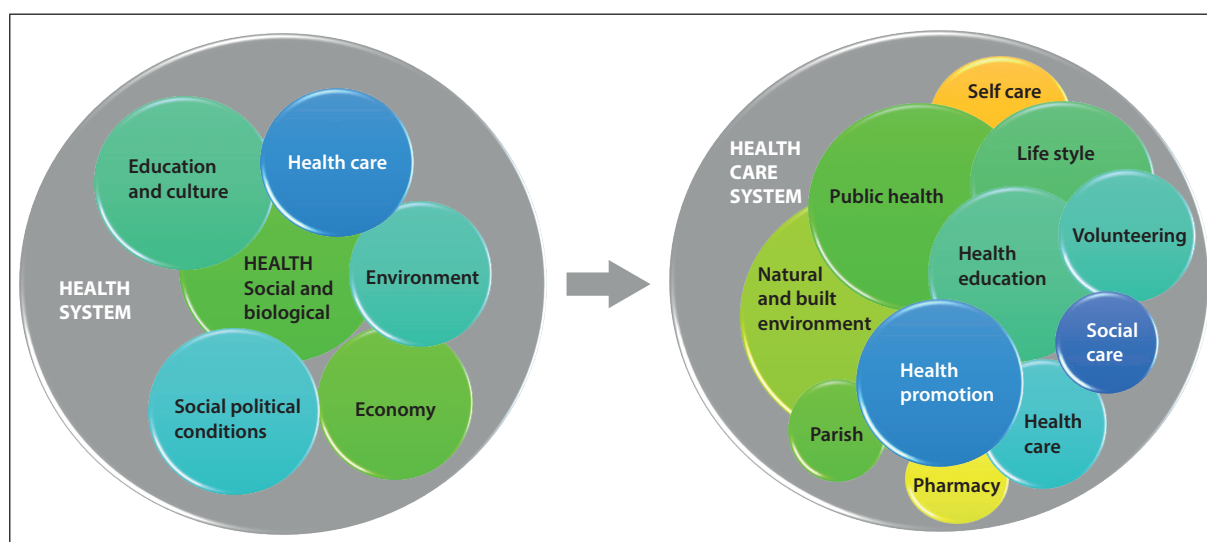 Education
and culture
Health care
HEALTH
Social and
biological
Environment
HEALTH
SYSTEM
Social political
conditions
Economy
HEALTH
CARE
SYSTEM
Self care
Life style
Public health
Volunteering
Health
education
Natural
and built
environment
Social
care
Health
promotion
Parish
Health
care
Pharmacy